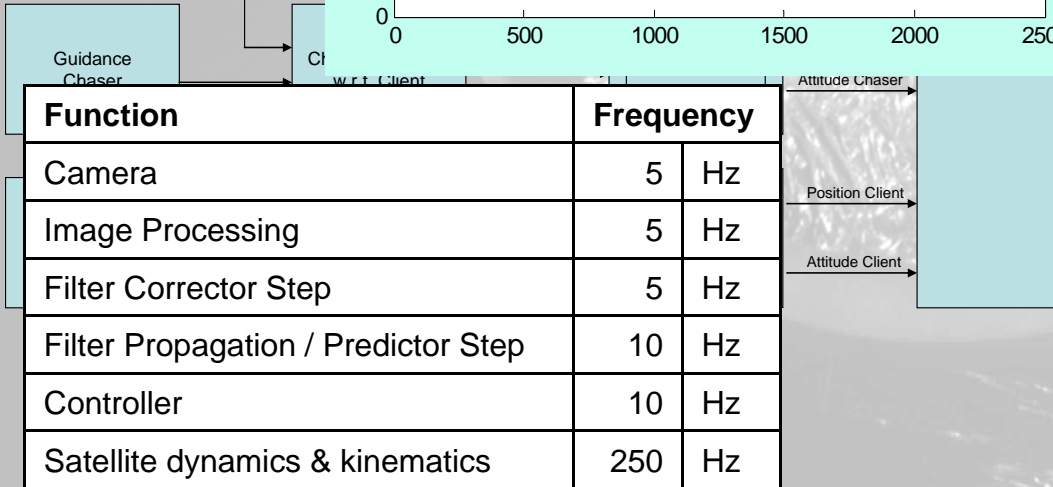 0
0 500 1000 1500 2000 250
Guidance
Chaser
w.r.t. Client
Attitude Chaser
Function Frequency
Camera 5 Hz
Image Processing 5 Hz
Filter Corrector Step 5 Hz
Filter Propagation / Predictor Step 10 Hz
Controller 10 Hz
Satellite dynamics & kinematics 250 Hz
Position Client
Attitude Client